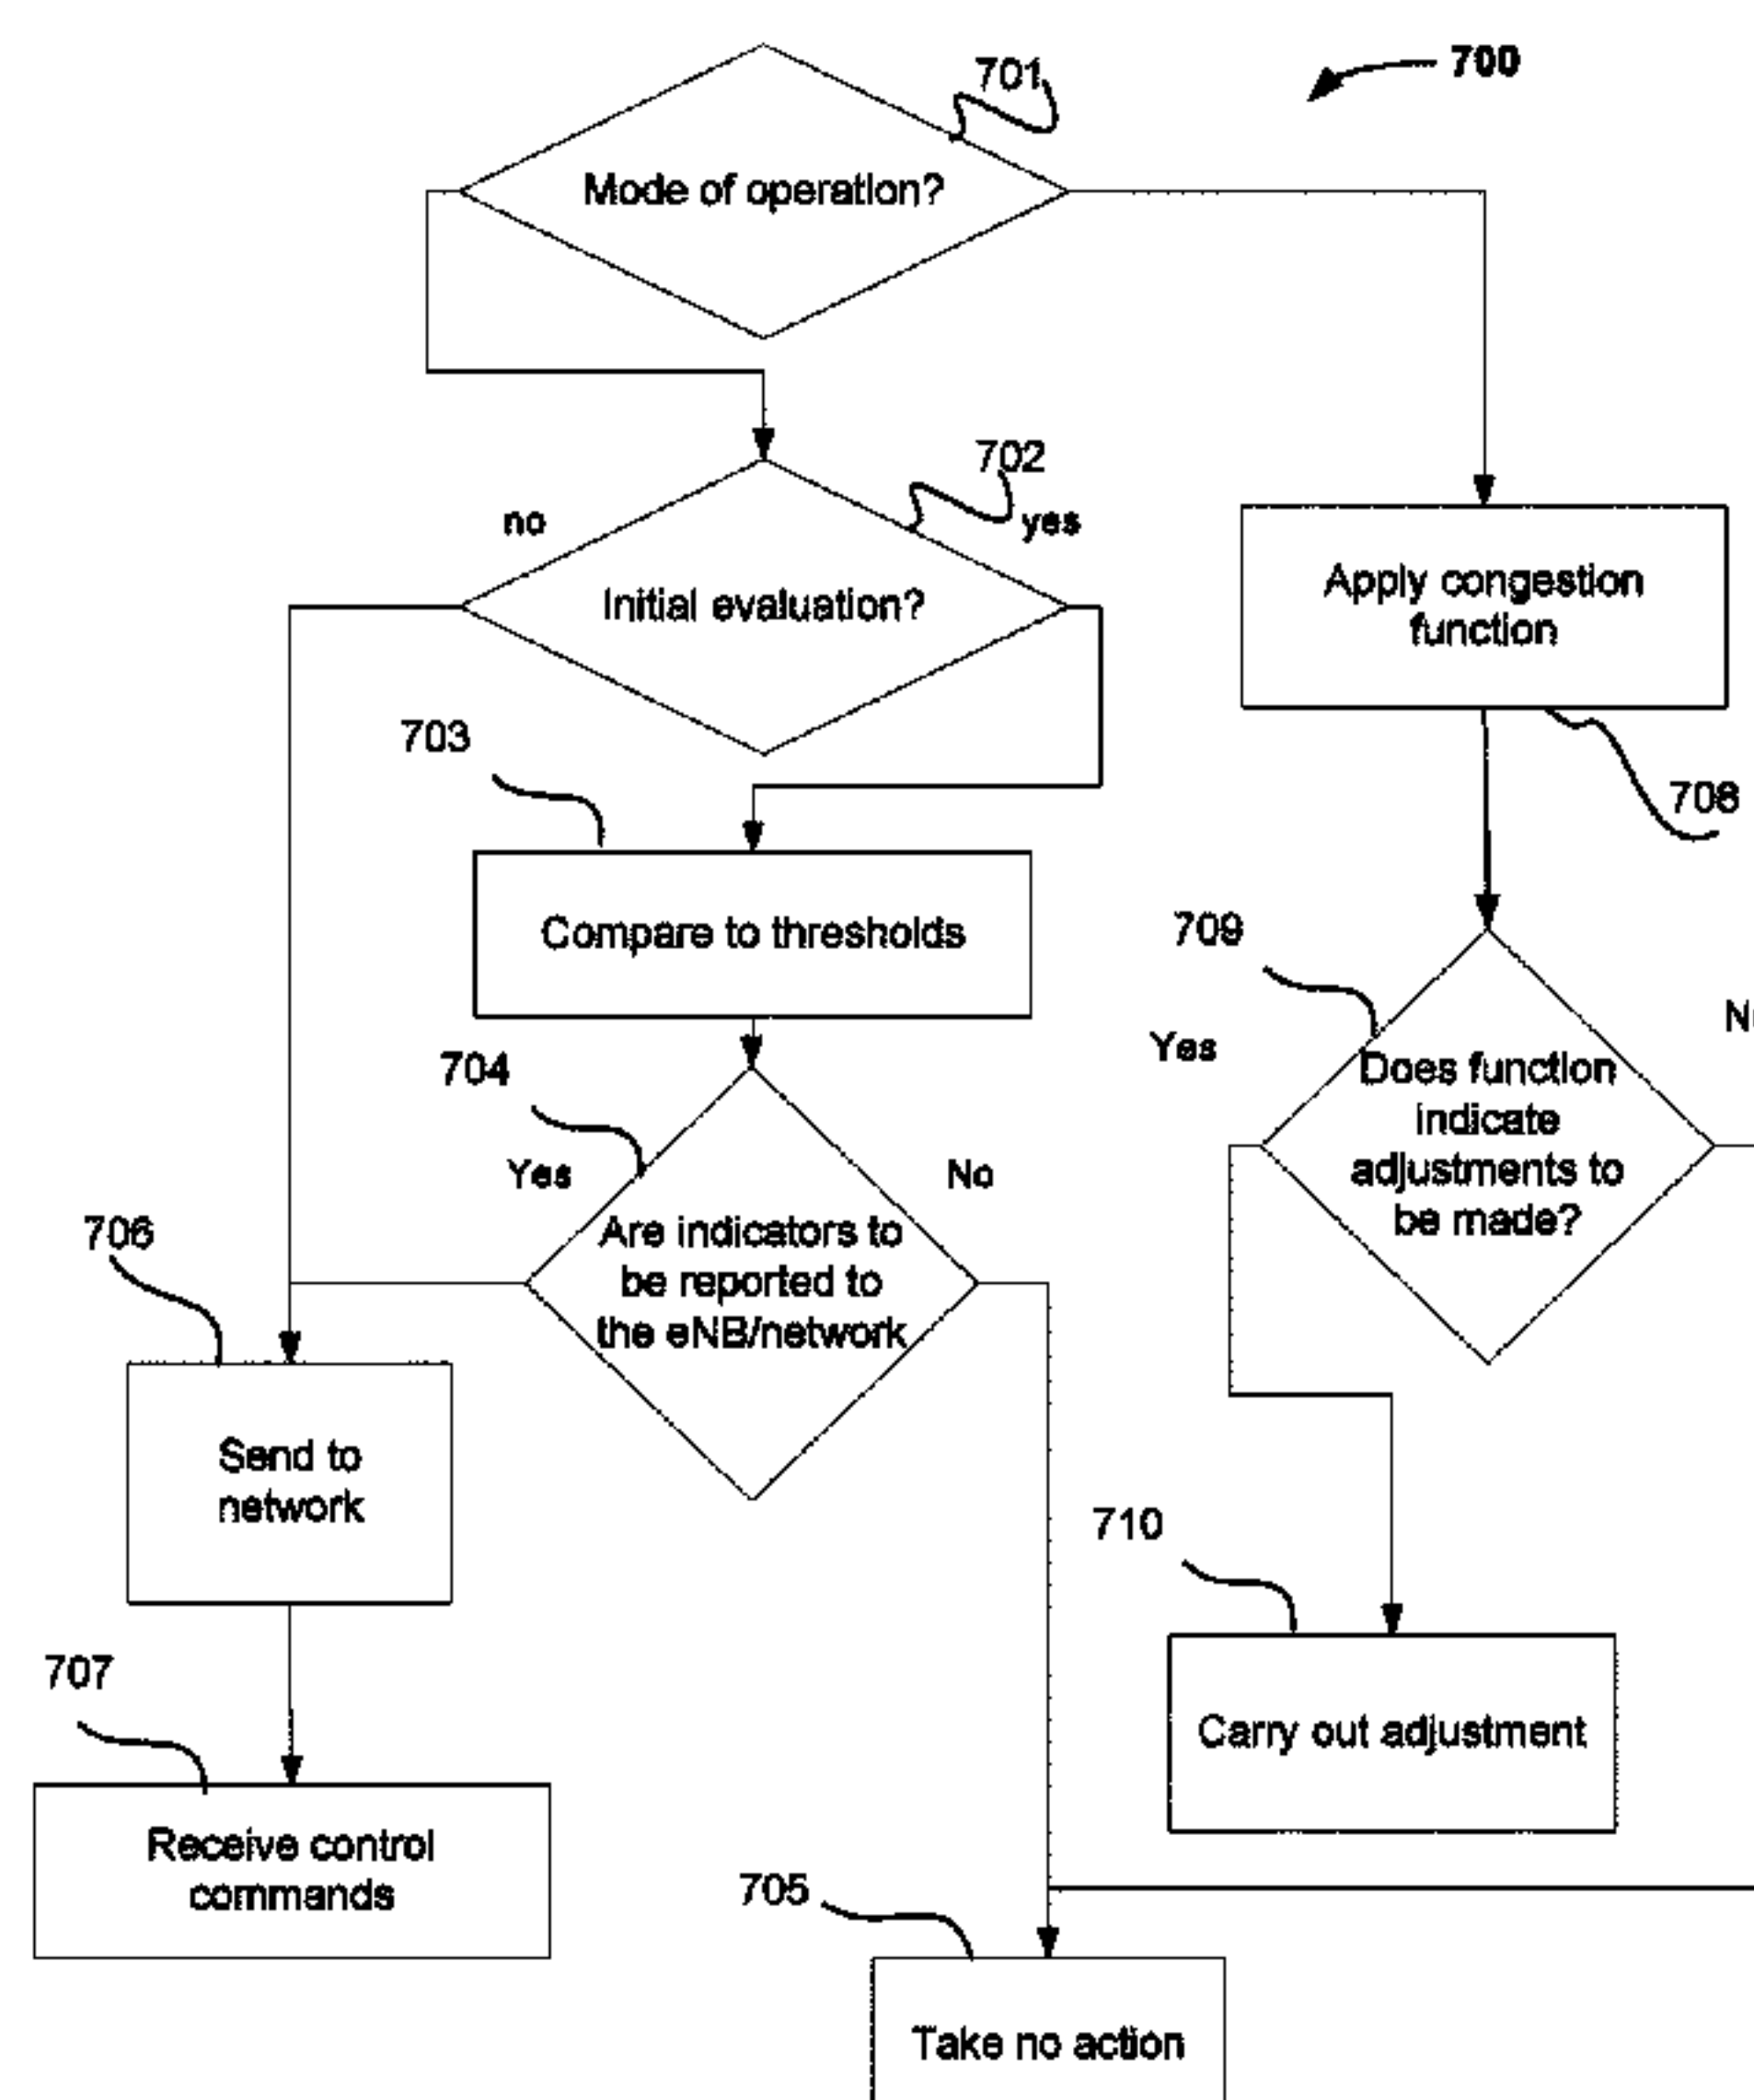 701
700
Mode of operation?
702
no
yes
Initial evaluation?
Apply congestion
function
703
708
Compare to thresholds
709
704
Yes
No
Yes
No
Does function
indicate
adjustments to
be made?
706
Are indicators to
be reported to
the eNB/network
Send to
network
710
707
Carry out adjustment
Receive control
commands
705
Take no action